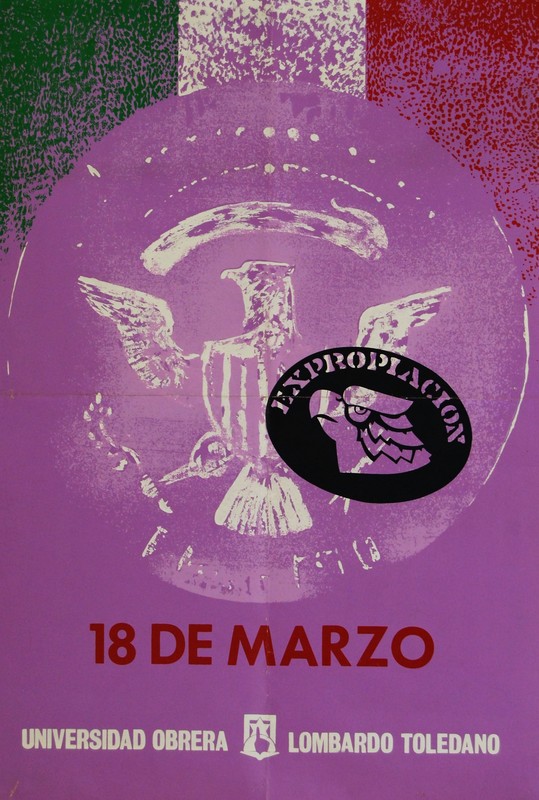 EXPROPIACION
18 DE MARZO
UNIVERSIDAD OBRERA LOMBARDO TOLEDANO